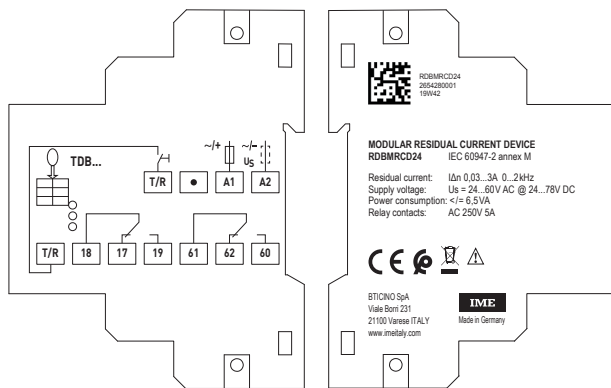 TDB...
~/+
~/-
Us
T/R
•
A1
A2
T/R
18
17
19
61
62
60
RDBMRCD24
2654280001
19W42
MODULAR RESIDUAL CURRENT DEVICE
RDBMRCD24 IEC 60947-2 annex M
Residual current: IΔn 0,03...3A 0...2kHz
Supply voltage: Us = 24...60V AC @ 24...78V DC
Power consumption: </= 6,5VA
Relay contacts: AC 250V 5A
CE
BTICINO SpA
Viale Borri 231
21100 Varese ITALY
www.imeitaly.com
IME
Made in Germany